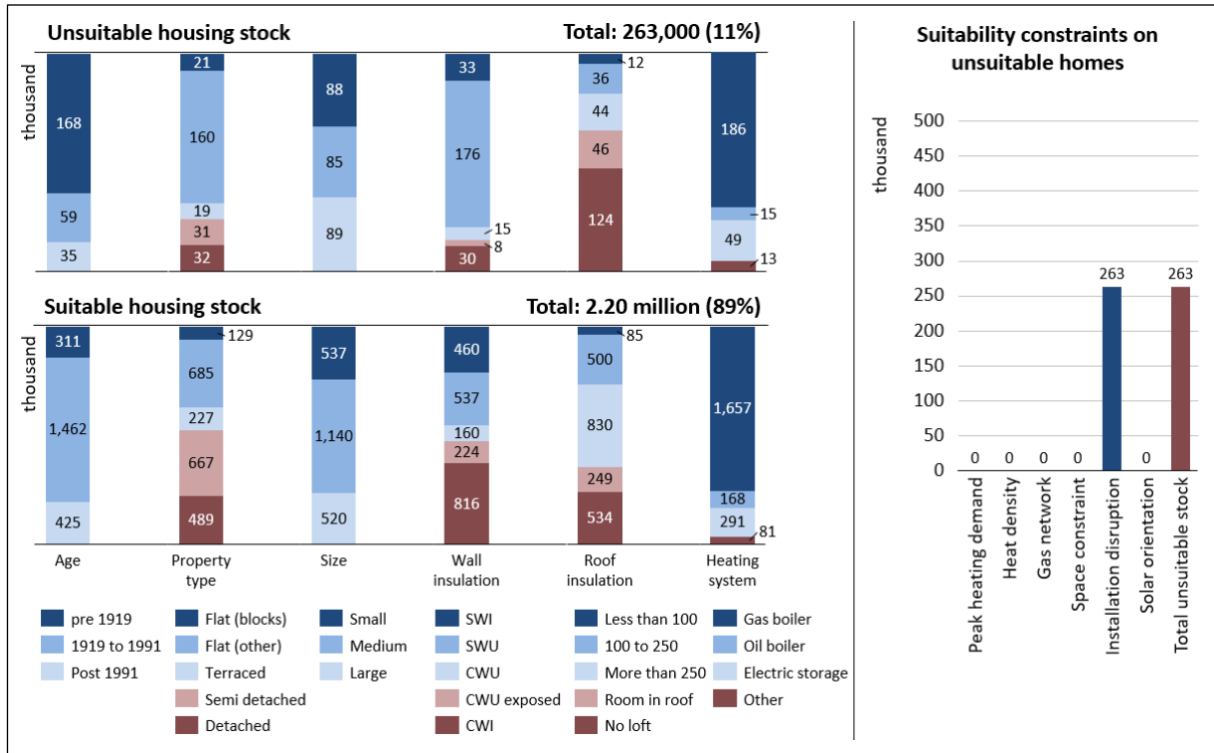 Unsuitable housing stock
Total: 263,000 (11%)
thousand
168
59
35
21
160
19
31
32
88
85
89
33
176
15
8
30
12
36
44
46
124
186
15
49
13
Suitable housing stock
Total: 2.20 million (89%)
thousand
311
1,462
425
129
685
227
667
489
537
1,140
520
460
537
160
224
816
85
500
830
249
534
1,657
168
291
81
Age
Property
type
Size
Wall
insulation
Roof
insulation
Heating
system
pre 1919
1919 to 1991
Post 1991
Flat (blocks)
Flat (other)
Terraced
Semi detached
Detached
Small
Medium
Large
SWI
SWU
CWU
CWU exposed
CWI
Less than 100
100 to 250
More than 250
Room in roof
No loft
Gas boiler
Oil boiler
Electric storage
Other
Suitability constraints on
unsuitable homes
thousand
500
450
400
350
300
250
200
150
100
50
0
0
0
0
0
263
0
263
Peak heating demand
Heat density
Gas network
Space constraint
Installation disruption
Solar orientation
Total unsuitable stock